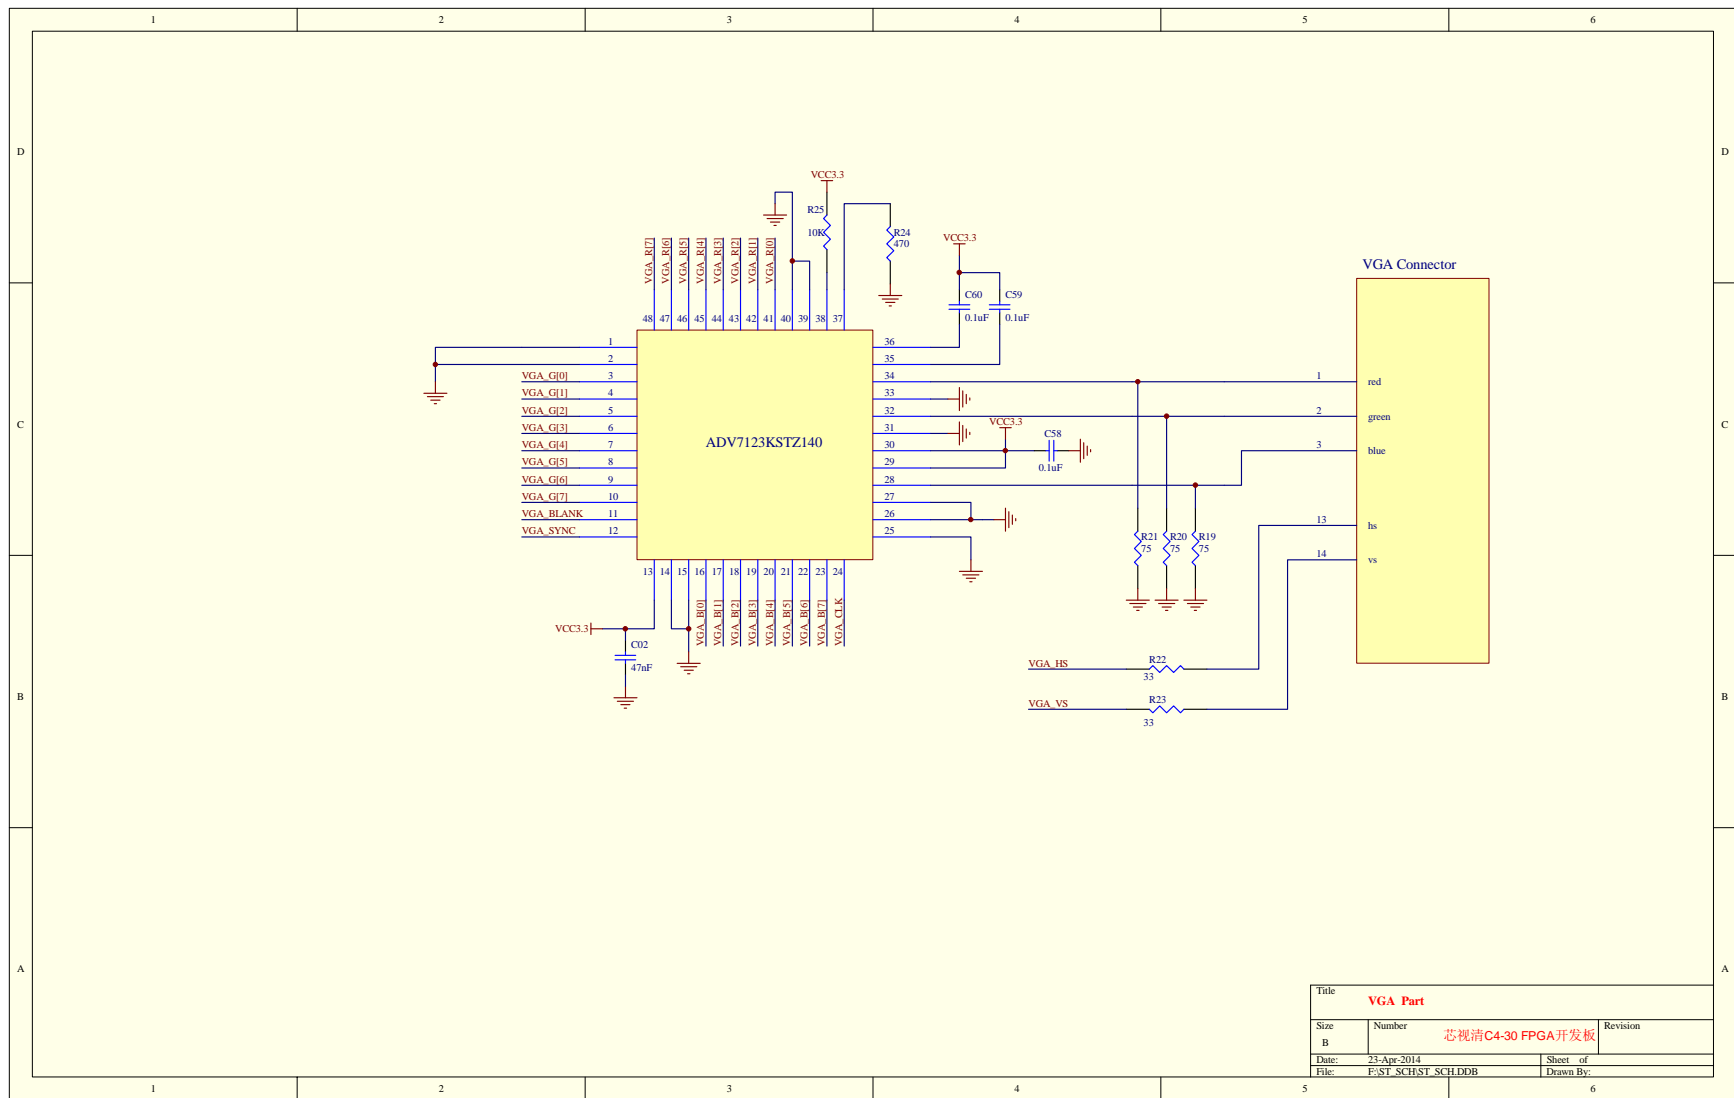 1 2 3 4 5 6
D D
VCC3.3
R25
10K
R24
470
VCC3.3
VGA Connector
C60 C59
0.1uF 0.1uF
VGA_R[7] VGA_R[6] VGA_R[5] VGA_R[4] VGA_R[3] VGA_R[2] VGA_R[1] VGA_R[0]
48 47 46 45 44 43 42 41 40 39 38 37
1 36
2 35
VGA_G[0] 3 34 1 red
VGA_G[1] 4 33
VGA_G[2] 5 32 2 green
C C
VGA_G[3] 6 31 VCC3.3 C58
ADV7123KSTZ140
VGA_G[4] 7 30 3 blue
VGA_G[5] 8 29 0.1uF
VGA_G[6] 9 28
VGA_G[7] 10 27
VGA_BLANK 11 26 13 hs
VGA_SYNC 12 25
R21 R20 R19
75 75 75
14 vs
13 14 15 16 17 18 19 20 21 22 23 24
VGA_B[0] VGA_B[1] VGA_B[2] VGA_B[3] VGA_B[4] VGA_B[5] VGA_B[6] VGA_B[7] VGA_CLK
VCC3.3
C02
47nF
VGA_HS R22
33
B B
VGA_VS R23
33
A A
Title
VGA Part
Size Number Revision
B 芯视清C4-30 FPGA开发板
Date: 23-Apr-2014 Sheet of
File: F:\ST_SCH\ST_SCH.DDB Drawn By:
1 2 3 4 5 6